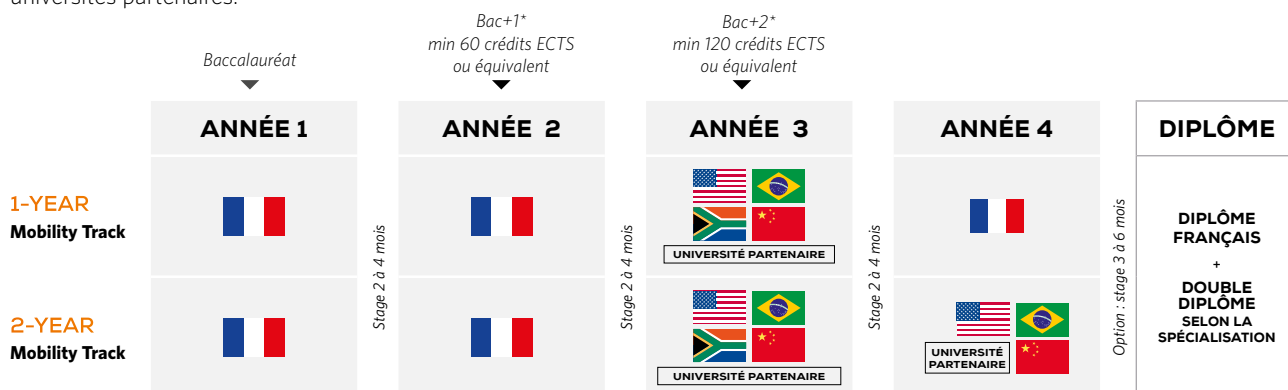 universités partenaires.
Baccalauréat
Bac+1*
min 60 crédits ECTS
ou équivalent
Bac+2*
min 120 crédits ECTS
ou équivalent
ANNÉE 1
ANNÉE 2
ANNÉE 3
ANNÉE 4
DIPLÔME
1-YEAR
Mobility Track
Stage 2 à 4 mois
Stage 2 à 4 mois
UNIVERSITÉ PARTENAIRE
Stage 2 à 4 mois
Option : stage 3 à 6 mois
DIPLÔME
FRANÇAIS
+
DOUBLE
DIPLÔME
SELON LA
SPÉCIALISATION
2-YEAR
Mobility Track
UNIVERSITÉ PARTENAIRE
UNIVERSITÉ
PARTENAIRE